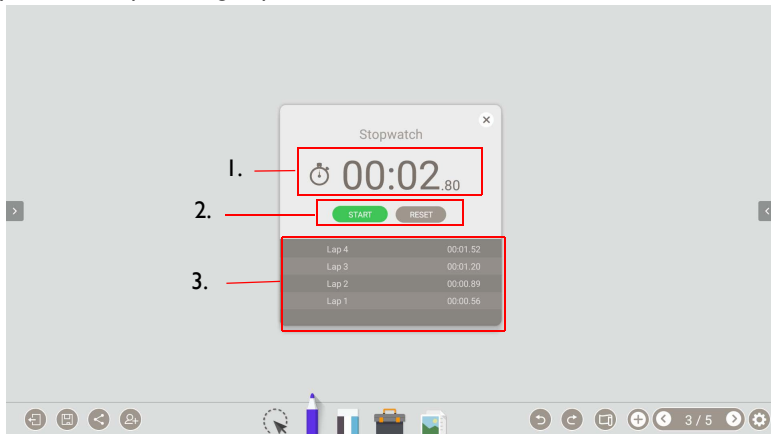 Stopwatch
1.
00:02.80
2.
START RESET
Lap 4 00:01.52
Lap 3 00:01.20
3.
Lap 2 00:00.89
Lap 1 00:00.56
3 / 5